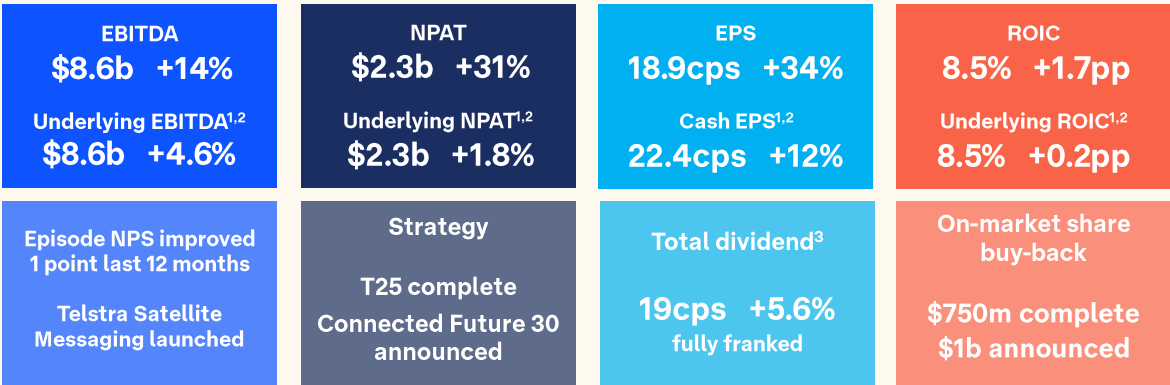 EBITDA
$8.6b +14%
Underlying EBITDA1,2
$8.6b +4.6%
NPAT
$2.3b +31%
Underlying NPAT1,2
$2.3b +1.8%
EPS
18.9cps +34%
Cash EPS1,2
22.4cps +12%
ROIC
8.5% +1.7pp
Underlying ROIC1,2
8.5% +0.2pp
Episode NPS improved
1 point last 12 months
Telstra Satellite
Messaging launched
Strategy
T25 complete
Connected Future 30
announced
Total dividend3
19cps +5.6%
fully franked
On-market share
buy-back
$750m complete
$1b announced